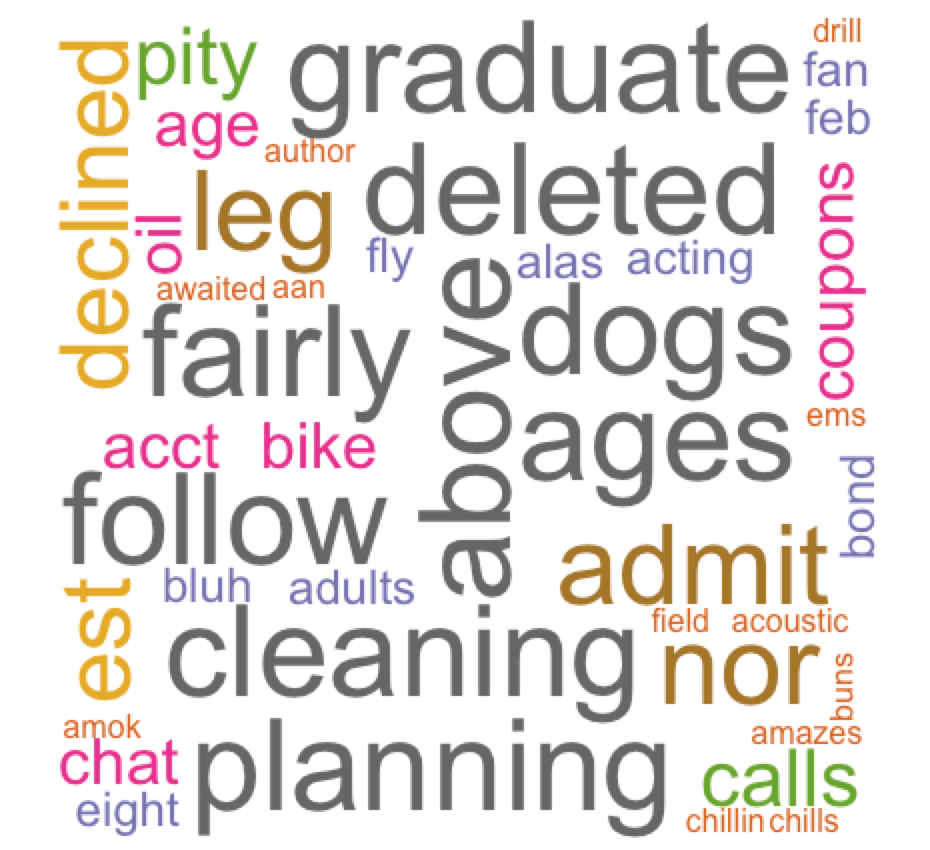 declined
pity
graduate
drill
fan
feb
age
author
deleted
leg
oil
coupons
fly
alas
acting
awaited
aan
above
fairly
dogs
ems
ages
acct
bike
bond
follow
admit
bluh
adults
est
field
acoustic
cleaning
nor
buns
amok
amazes
chat
planning
calls
eight
chillin
chills